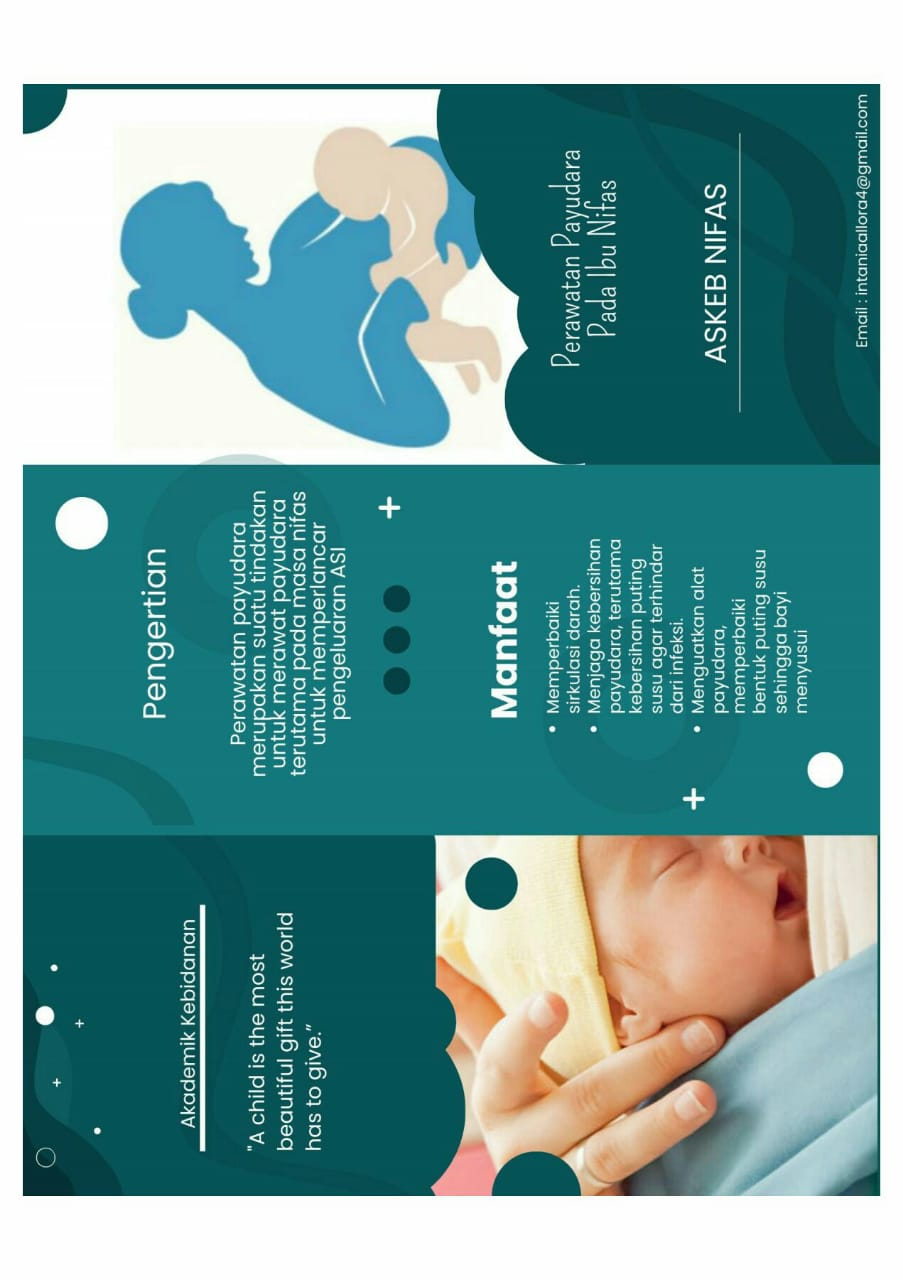 Akademik Kebidanan
"A child is the most
beautiful gift this world
has to give.”
Pengertian
Perawatan payudara
merupakan suatu tindakan
untuk merawat payudara
terutama pada masa nifas
untuk memperlancar
pengeluaran ASI
Manfaat
• Memperbaiki
sirkulasi darah.
• Menjaga kebersihan
payudara, terutama
kebersihan puting
susu agar terhindar
dari infeksi.
• Menguatkan alat
payudara,
memperbaiki
bentuk puting susu
sehingga bayi
menyusui
Perawatan Payudara
Pada Ibu Nifas
ASKEB NIFAS
Email : intaniaallora4@gmail.com